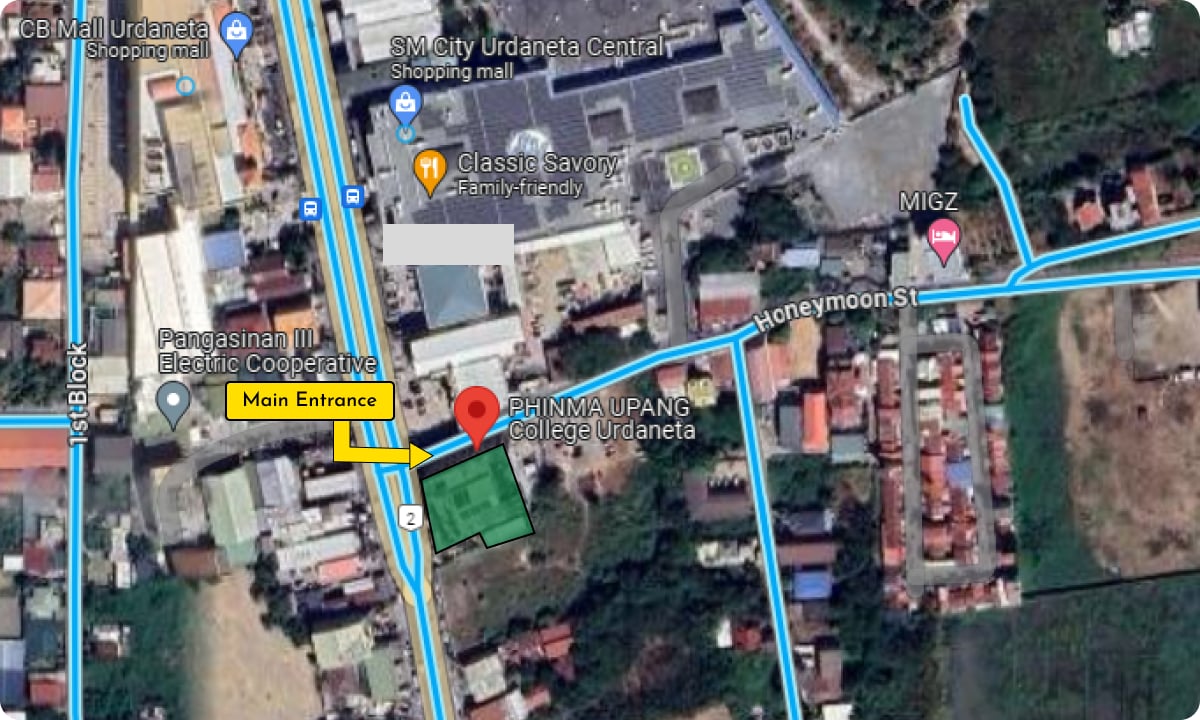 CB Mall Urdaneta
Shopping mall
SM City Urdaneta Central
Shopping mall
Classic Savory
Family-friendly
MIGZ
Honeymoon St
Pangasinan III
Electric Cooperative
1st Block
Main Entrance
PHINMA UPANG
College Urdaneta
2